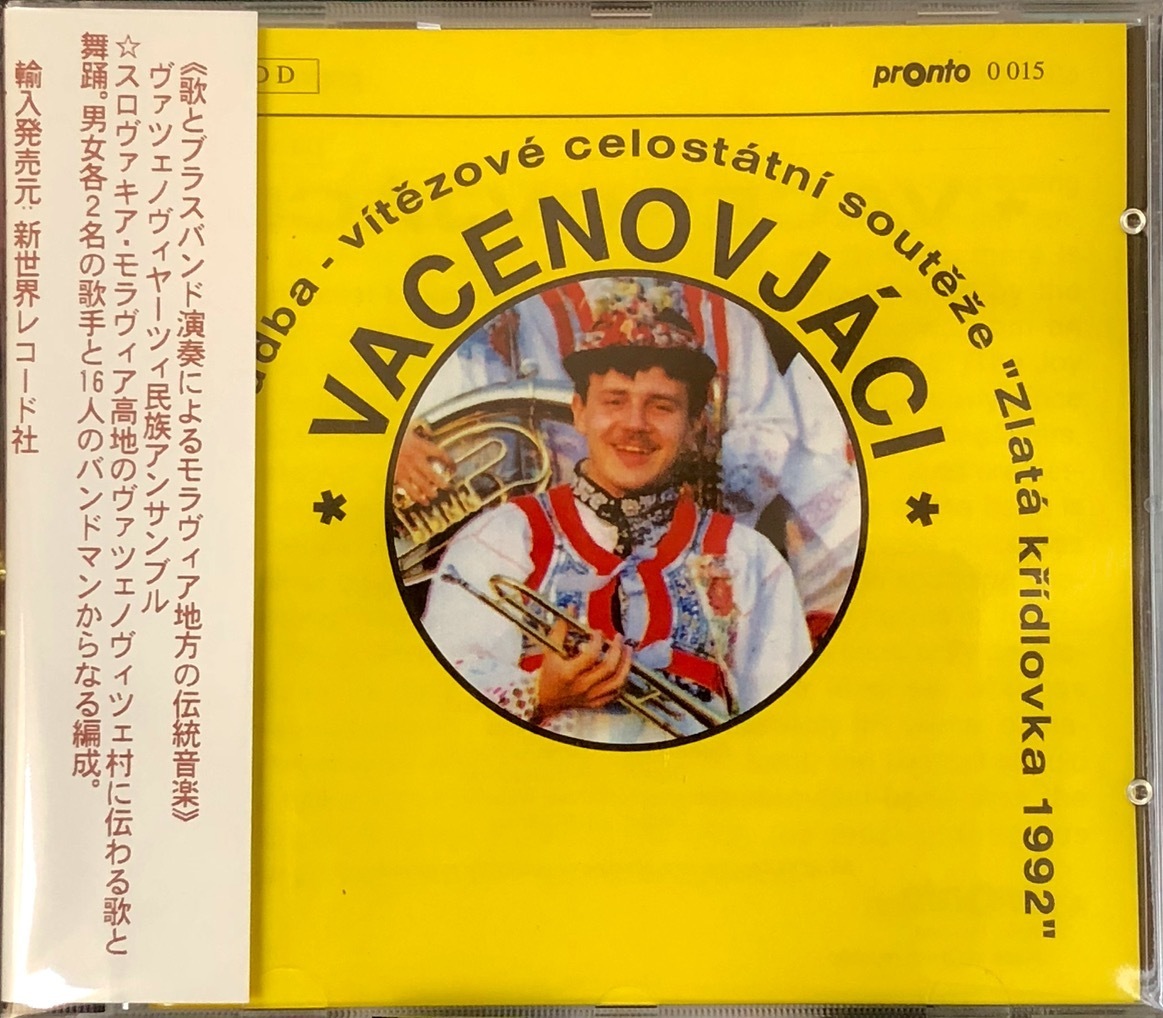 《歌とブラスバンド演奏によるモラヴィア地方の伝統音楽》
ヴァツェノヴィヤーツィ民族アンサンブル
☆スロヴァキア・モラヴィア高地のヴァツェノヴィツェ村に伝わる歌と
舞踊。男女各2名の歌手と16人のバンドマンからなる編成。
輸入発売元:新世界レコード社
D D
pronto 0 015
- vítězové celostátní soutěže "Zlatá křídlovka 1992"
* VACENOVJÁCI *